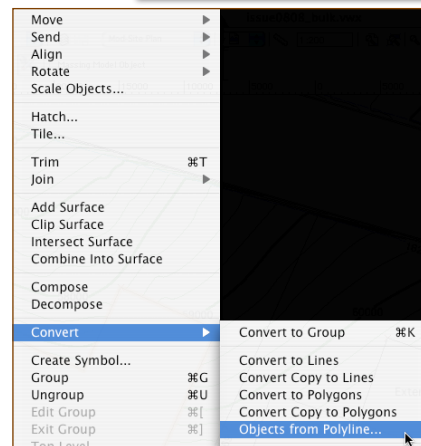 Move
Send
Align
Rotate
Scale Objects...
Hatch...
Tile...
Trim ⌘T
Join
Add Surface
Clip Surface
Intersect Surface
Combine Into Surface
Compose
Decompose
Convert
Convert to Group ⌘K
Create Symbol...
Convert to Lines
Group ⌘G
Convert Copy to Lines
Ungroup ⌘U
Convert to Polygons
Edit Group ⌘[
Convert Copy to Polygons
Exit Group ⌘]
Objects from Polyline...
Top Level